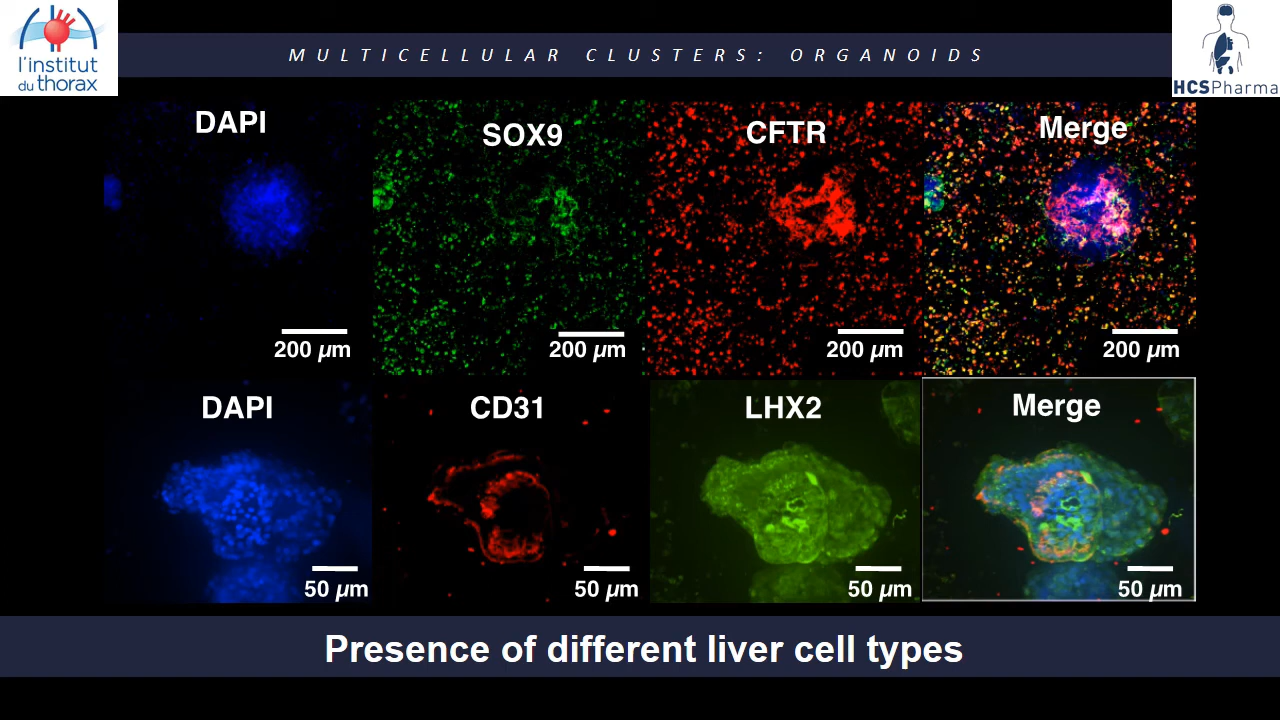 l'institut
du thorax
MULTICELLULAR CLUSTERS: ORGANOIDS
HCSPharma
DAPI
SOX9
CFTR
Merge
200 µm
200 µm
200 µm
200 µm
DAPI
CD31
LHX2
Merge
50 µm
50 µm
50 µm
50 µm
Presence of different liver cell types